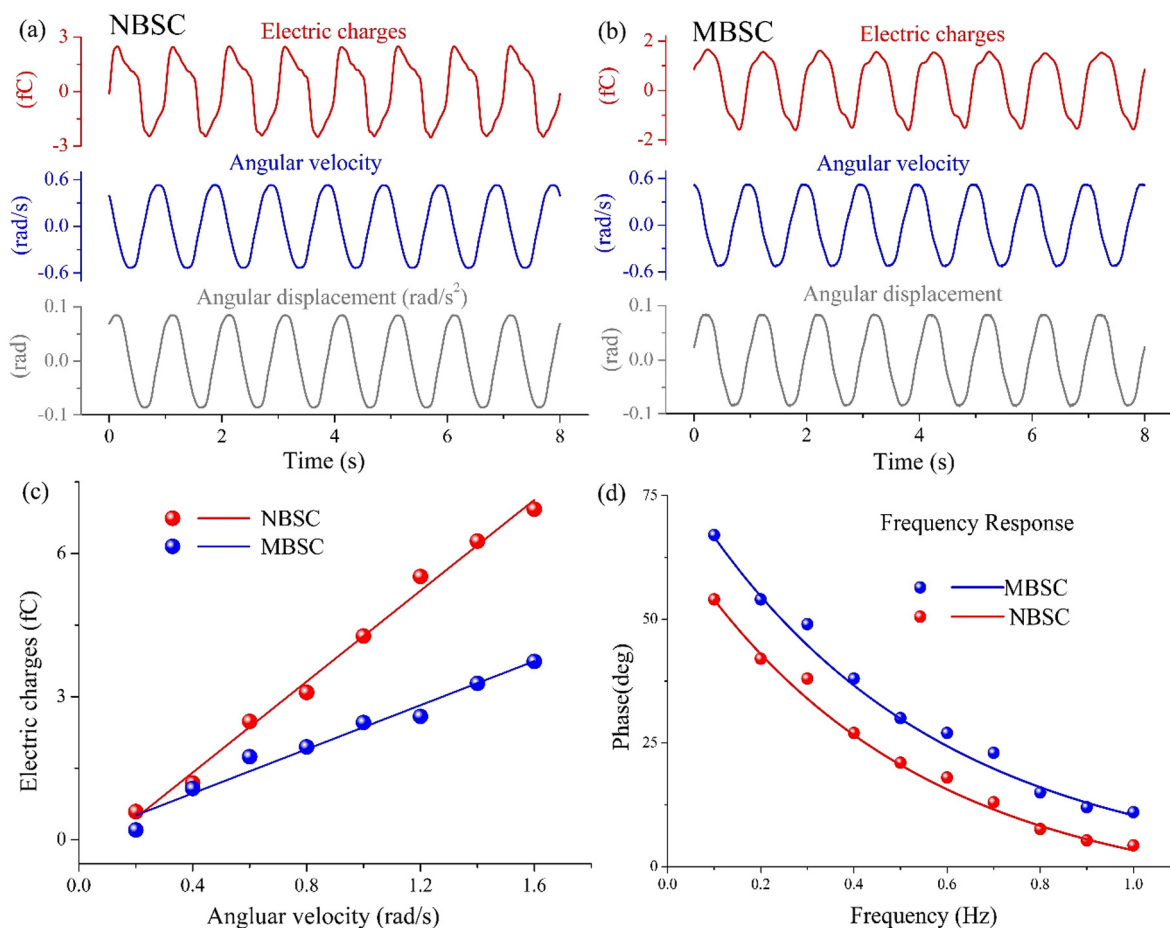 (a) NBSC
Electric charges
3
0
-3
(fC)
Angular velocity
0.6
0.0
-0.6
(rad/s)
Angular displacement (rad/s²)
0.1
0.0
-0.1
(rad)
0 2 4 6 8
Time (s)
(b) MBSC
Electric charges
2
0
-2
(fC)
Angular velocity
0.6
0.0
-0.6
(rad/s)
Angular displacement
0.1
0.0
-0.1
(rad)
0 2 4 6 8
Time (s)
(c)
NBSC
MBSC
6
3
0
Electric charges (fC)
0.0 0.4 0.8 1.2 1.6
Angluar velocity (rad/s)
(d)
Frequency Response
MBSC
NBSC
75
50
25
0
Phase(deg)
0.0 0.2 0.4 0.6 0.8 1.0
Frequency (Hz)